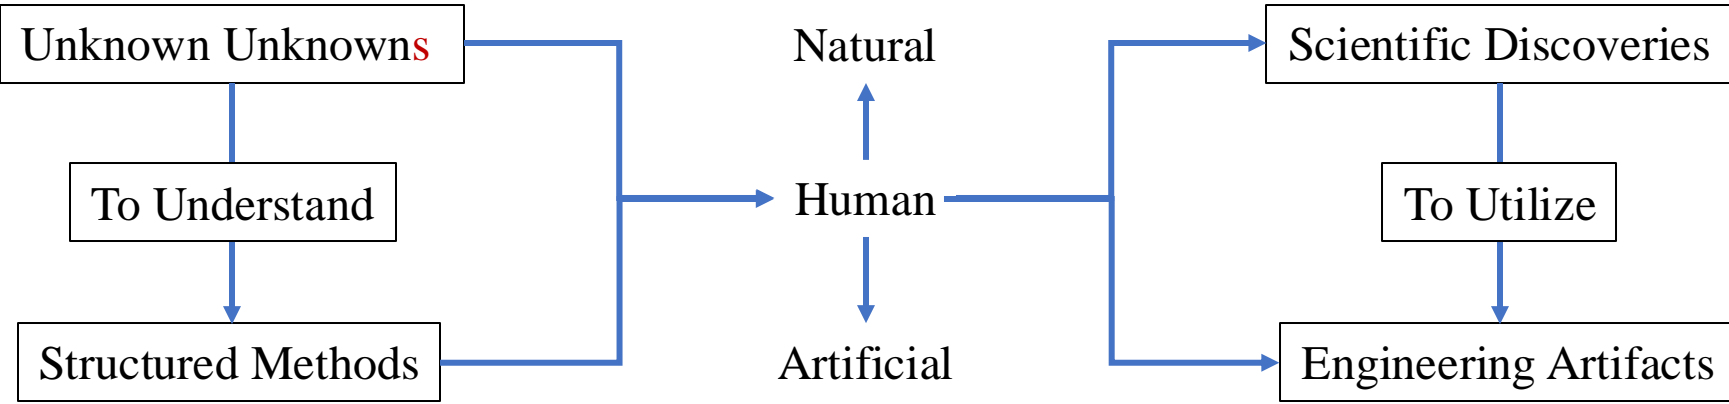 Unknown Unknowns
Natural
Scientific Discoveries
To Understand
Human
To Utilize
Structured Methods
Artificial
Engineering Artifacts